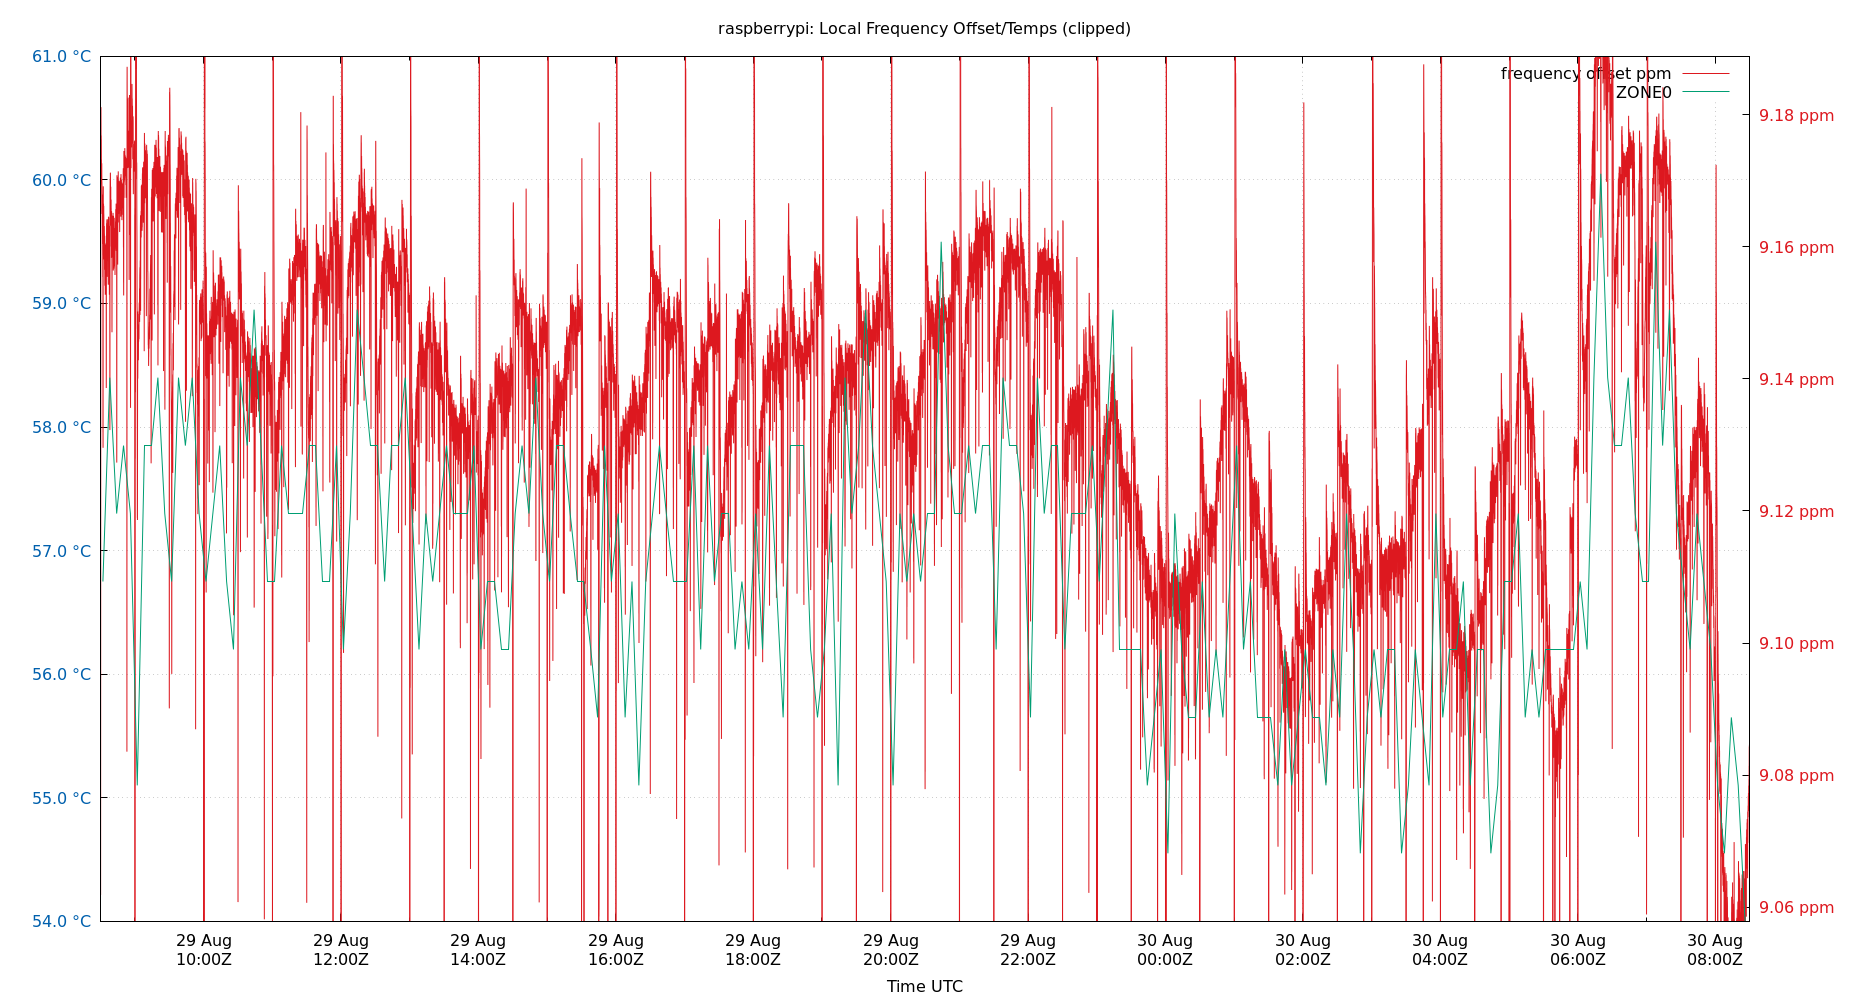 raspberrypi: Local Frequency Offset/Temps (clipped)
61.0 °C
60.0 °C
59.0 °C
58.0 °C
57.0 °C
56.0 °C
55.0 °C
54.0 °C
frequency offset ppm
ZONE0
9.18 ppm
9.16 ppm
9.14 ppm
9.12 ppm
9.10 ppm
9.08 ppm
9.06 ppm
29 Aug 29 Aug 29 Aug 29 Aug 29 Aug 29 Aug 29 Aug 30 Aug 30 Aug 30 Aug 30 Aug 30 Aug
10:00Z 12:00Z 14:00Z 16:00Z 18:00Z 20:00Z 22:00Z 00:00Z 02:00Z 04:00Z 06:00Z 08:00Z
Time UTC